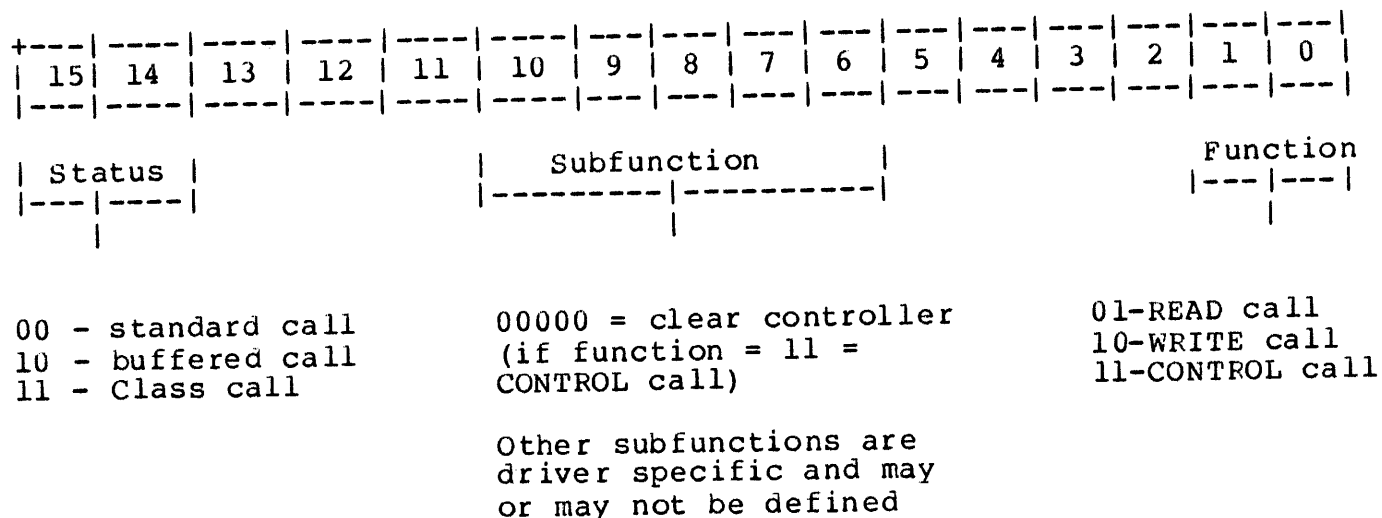 +---|----|----|----|----|----|---|---|---|---|---|---|---|---|---|---|
| 15| 14 | 13 | 12 | 11 | 10 | 9 | 8 | 7 | 6 | 5 | 4 | 3 | 2 | 1 | 0 |
|---|----|----|----|----|----|---|---|---|---|---|---|---|---|---|---|
| Status | | Subfunction | Function
|---|----| |---------|----------| |---|---|
| | |
00 - standard call 00000 = clear controller 01-READ call
10 - buffered call (if function = 11 = 10-WRITE call
11 - Class call CONTROL call) 11-CONTROL call
Other subfunctions are
driver specific and may
or may not be defined